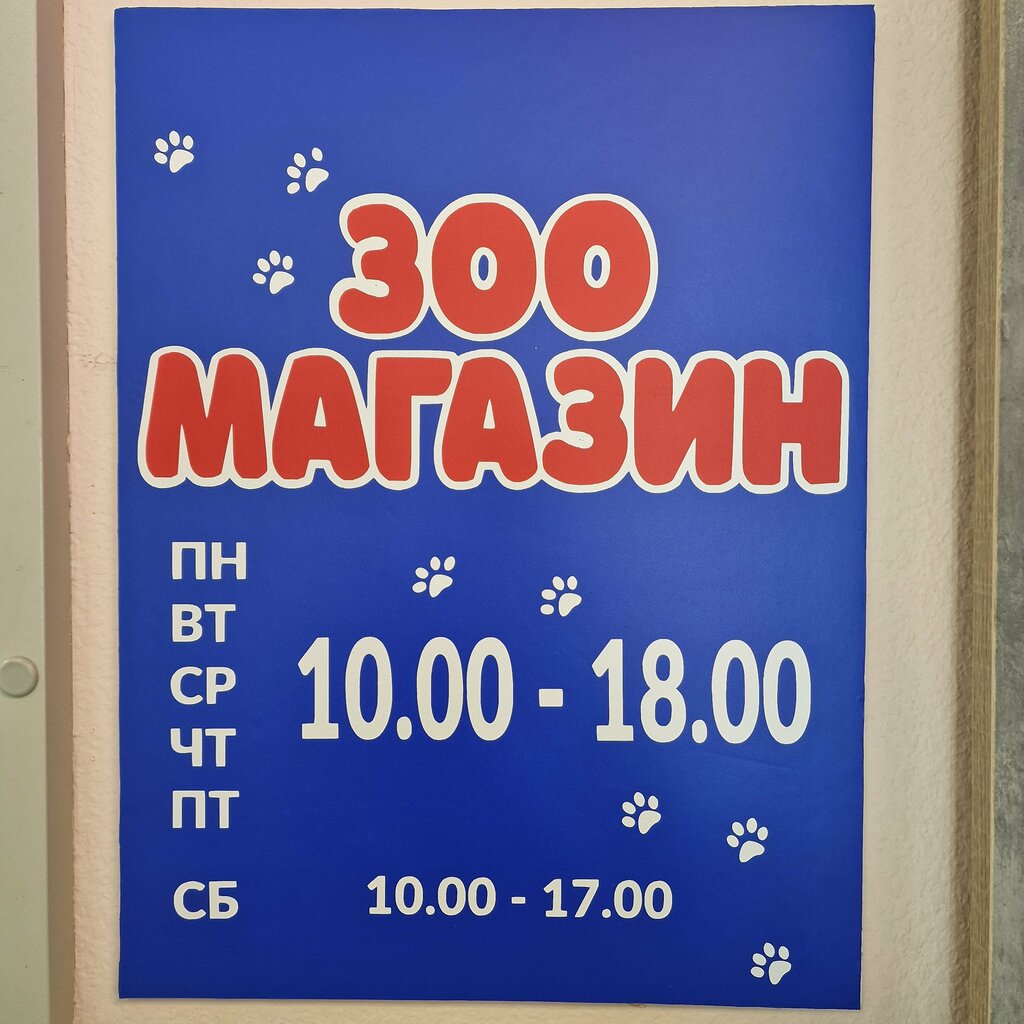 ЗОО
МАГАЗИН
ПН
ВТ
СР
ЧТ
ПТ
10.00 - 18.00
СБ 10.00 - 17.00